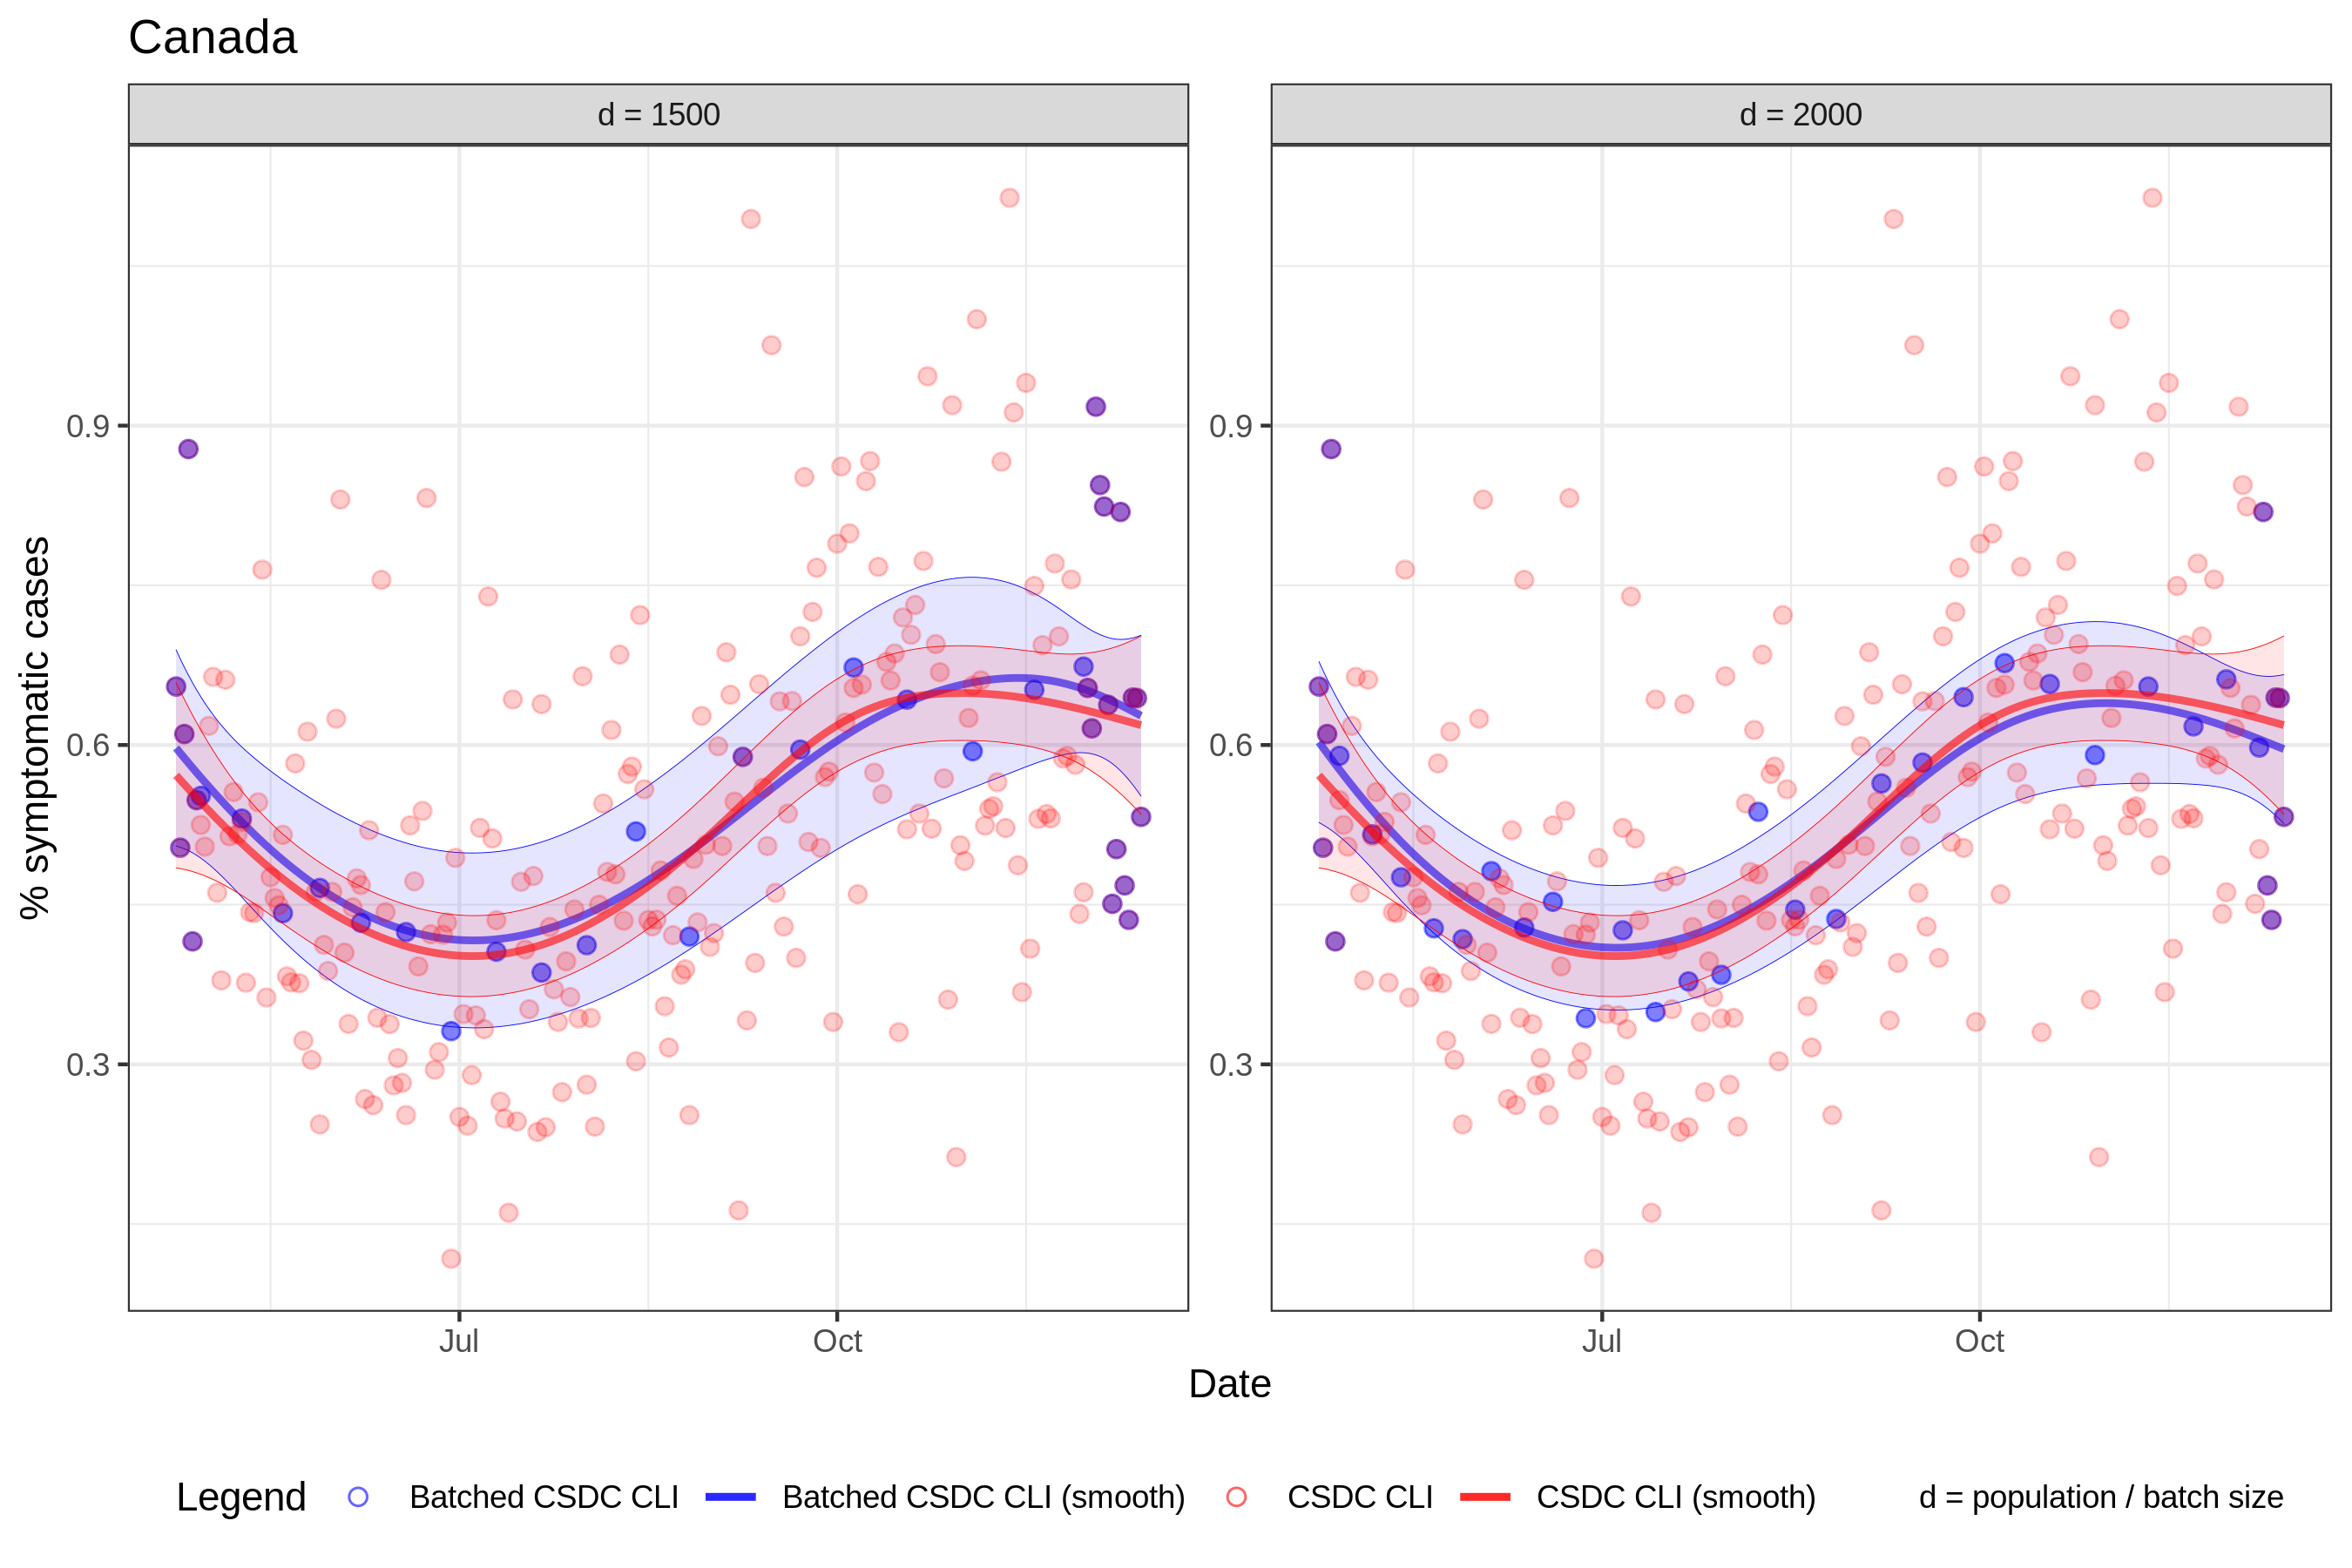 Canada
d = 1500
d = 2000
% symptomatic cases
0.9
0.6
0.3
0.9
0.6
0.3
Jul
Oct
Jul
Oct
Date
Legend
Batched CSDC CLI
Batched CSDC CLI (smooth)
CSDC CLI
CSDC CLI (smooth)
d = population / batch size